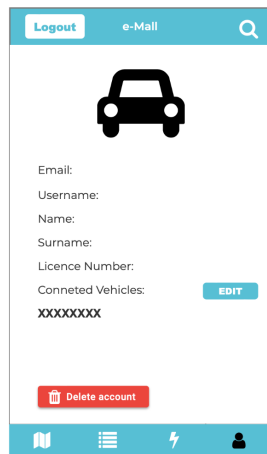 Logout e-Mall
Email:
Username:
Name:
Surname:
Licence Number:
Conneted Vehicles: EDIT
XXXXXXXX
Delete account